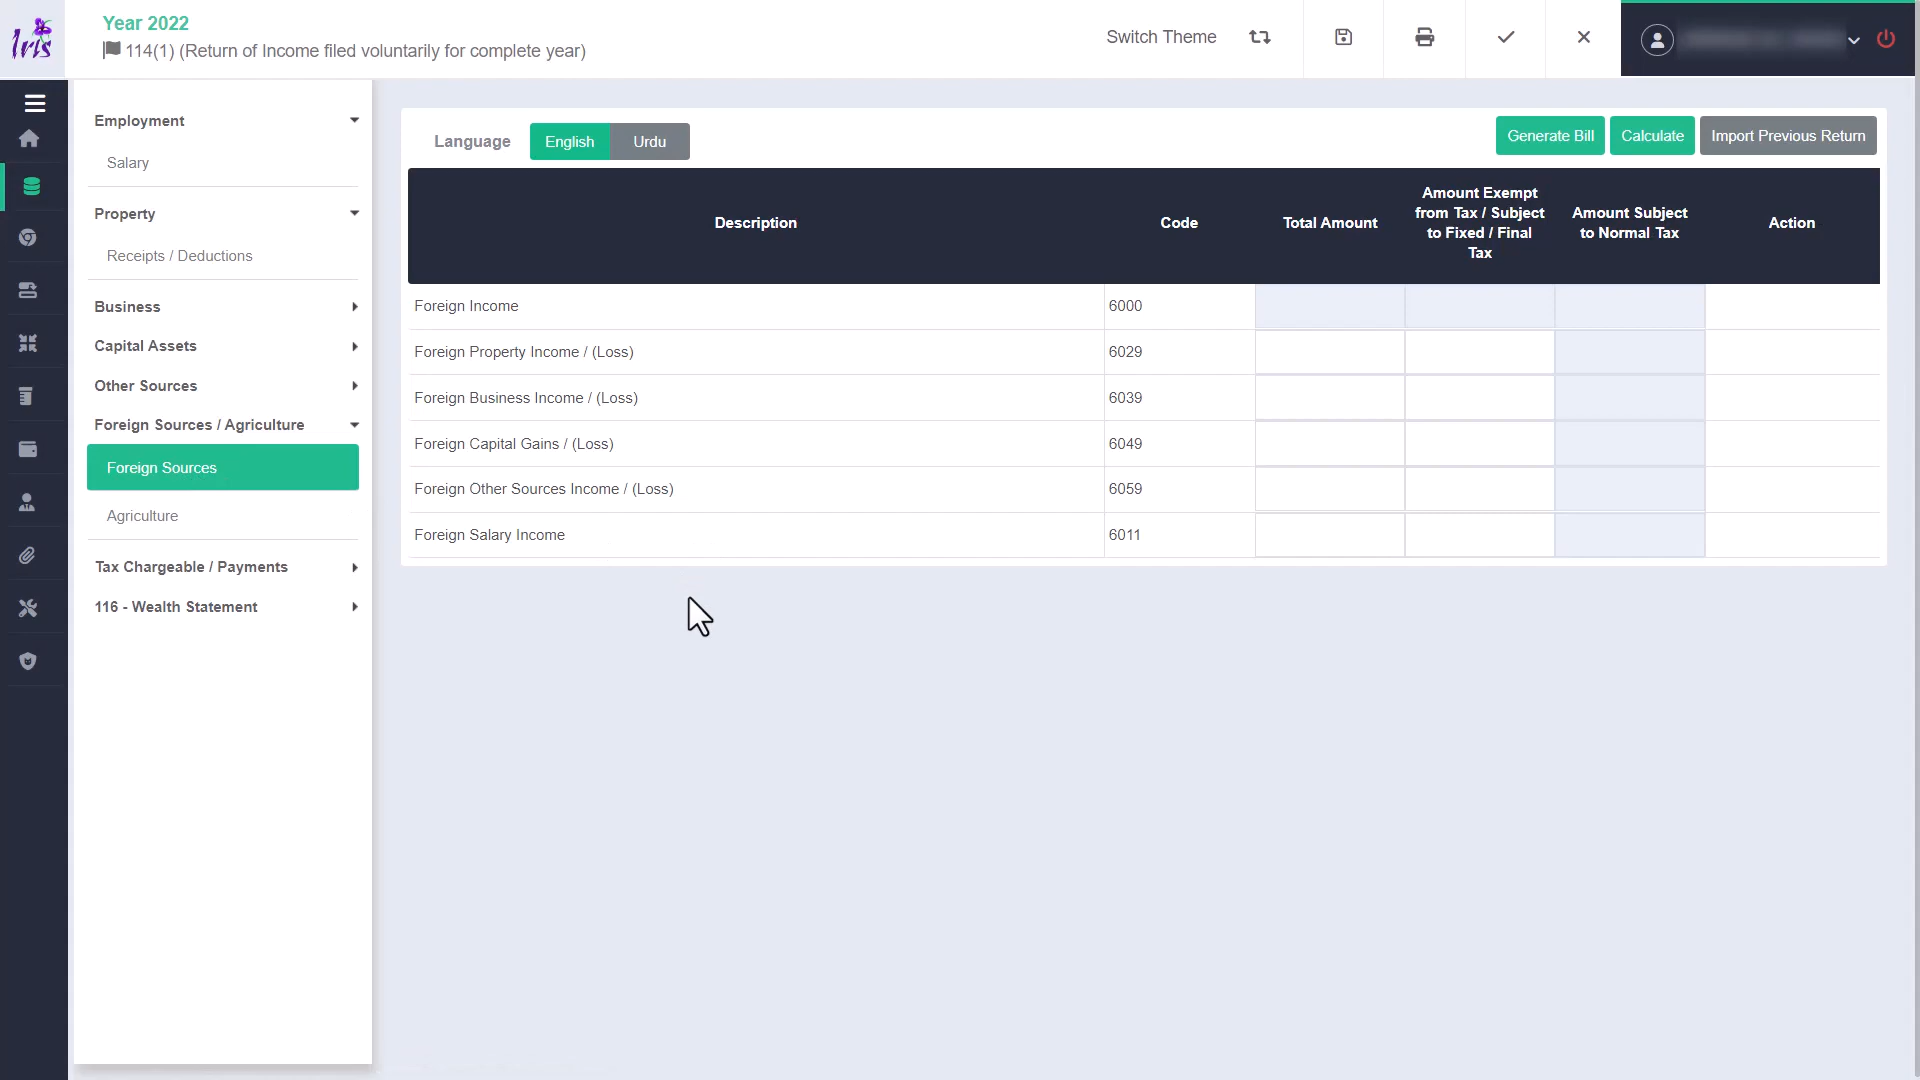 Iris
Year 2022
114(1) (Return of Income filed voluntarily for complete year)
Switch Theme
Employment
Salary
Property
Receipts / Deductions
Business
Capital Assets
Other Sources
Foreign Sources / Agriculture
Foreign Sources
Agriculture
Tax Chargeable / Payments
116 - Wealth Statement
Language English Urdu
Generate Bill Calculate Import Previous Return
Description Code Total Amount Amount Exempt from Tax / Subject to Fixed / Final Tax Amount Subject to Normal Tax Action
Foreign Income 6000
Foreign Property Income / (Loss) 6029
Foreign Business Income / (Loss) 6039
Foreign Capital Gains / (Loss) 6049
Foreign Other Sources Income / (Loss) 6059
Foreign Salary Income 6011